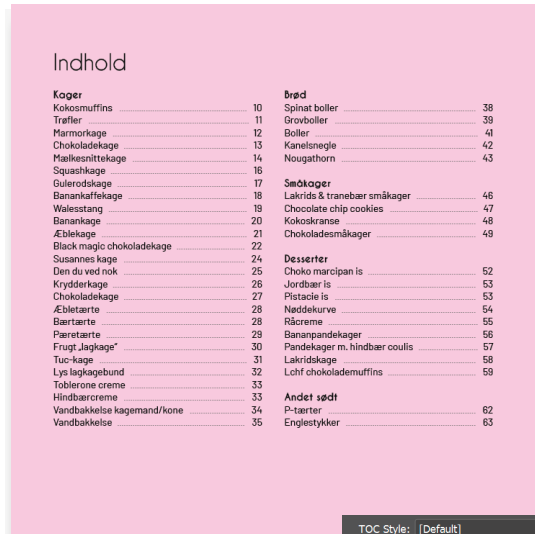 Indhold
Kager
Kokosmuffins 10
Trøfler 11
Marmorkage 12
Chokoladekage 13
Mælkesnittekage 14
Squashkage 16
Gulerodskage 17
Banankaffekage 18
Walesstang 19
Banankage 20
Æblekage 21
Black magic chokoladekage 22
Susannes kage 24
Den du ved nok 25
Krydderkage 26
Chokoladekage 27
Æbletærte 28
Bærtærte 28
Pæretærte 29
Frugt „lagkage” 30
Tuc-kage 31
Lys lagkagebund 32
Toblerone creme 33
Hindbærcreme 33
Vandbakkelse kagemand/kone 34
Vandbakkelse 35
Brød
Spinat boller 38
Grovboller 39
Boller 41
Kanelsnegle 42
Nougathorn 43
Småkager
Lakrids & tranebær småkager 46
Chocolate chip cookies 47
Kokoskranse 48
Chokoladesmåkager 49
Desserter
Choko marcipan is 52
Jordbær is 53
Pistacie is 53
Nøddekurve 54
Råcreme 55
Bananpandekager 56
Pandekager m. hindbær coulis 57
Lakridskage 58
Lchf chokolademuffins 59
Andet sødt
P-tærter 62
Englestykker 63
TOC Style: [Default]